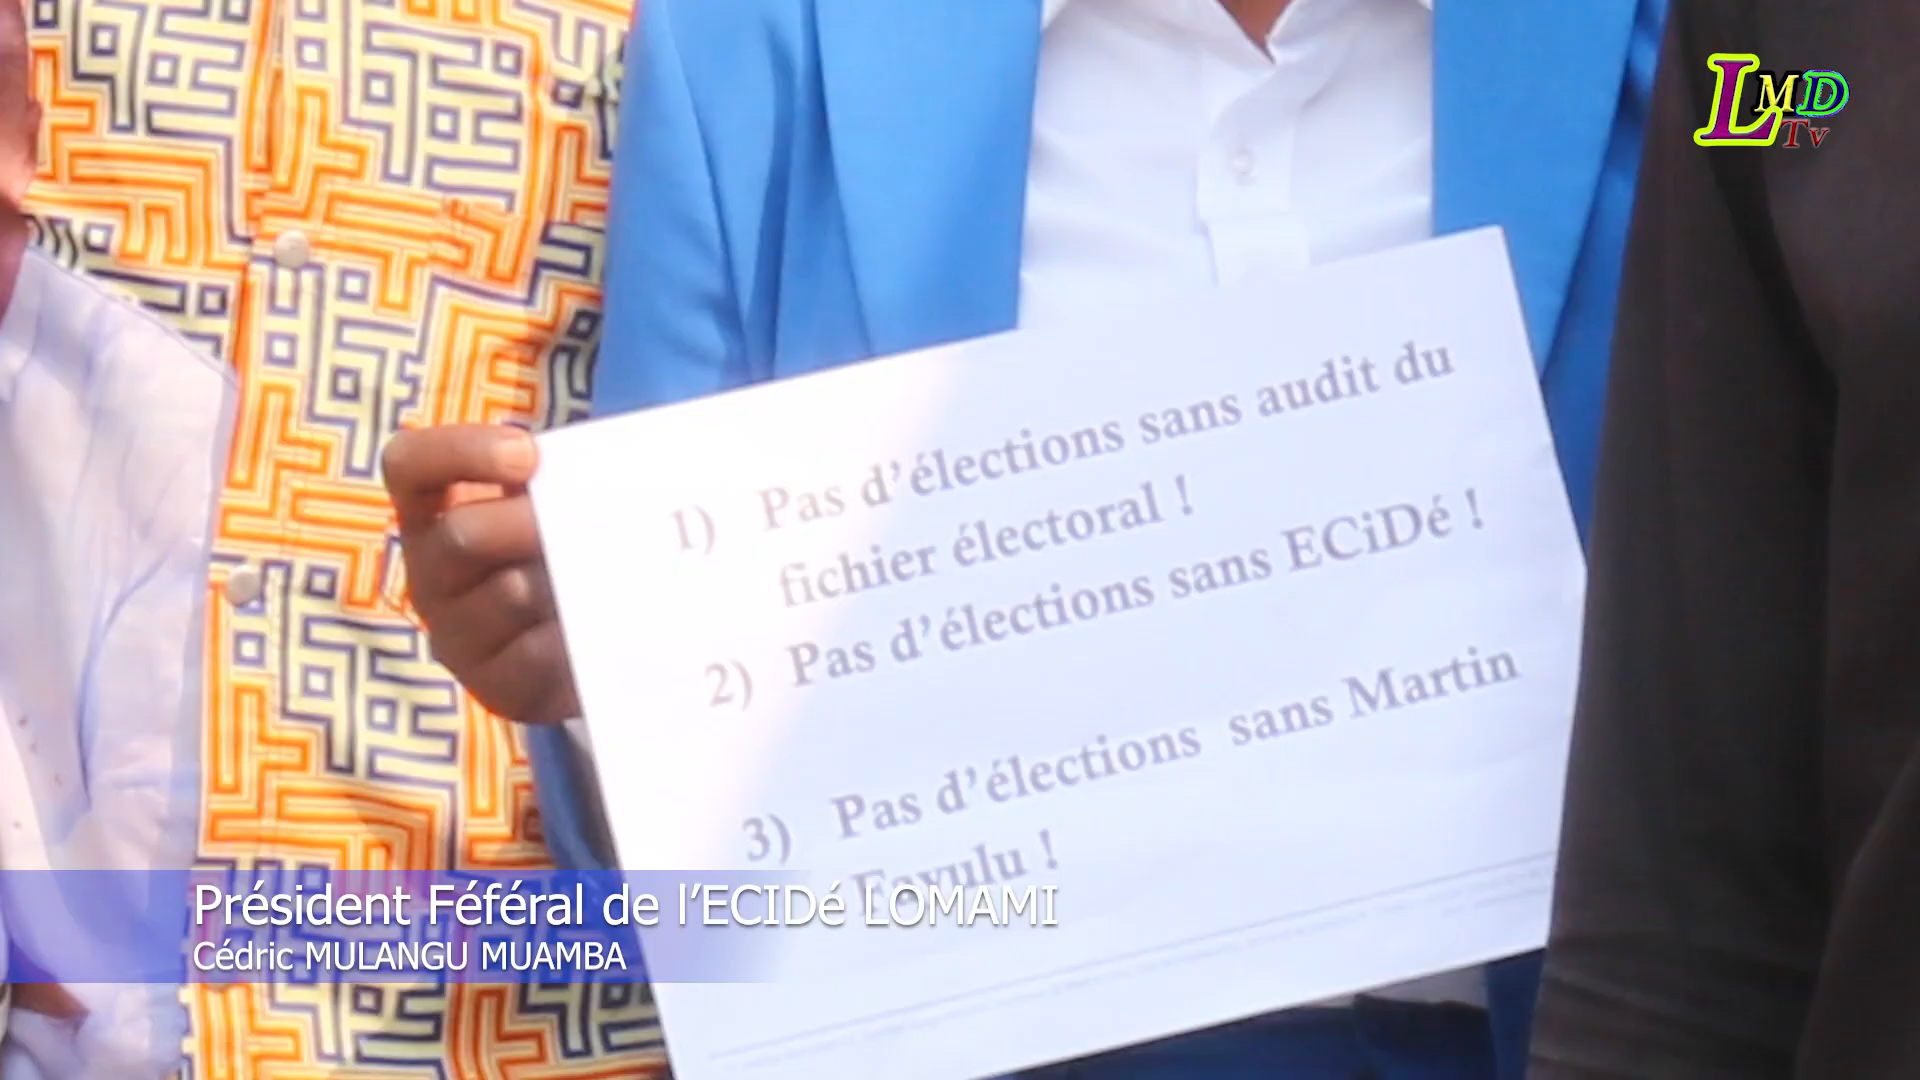 LMD
Tv
1) Pas d'élections sans audit du
fichier électoral !
2) Pas d'élections sans ECiDé !
3) Pas d'élections sans Martin
Fayulu !
Président Féféral de l'ECIDé LOMAMI
Cédric MULANGU MUAMBA